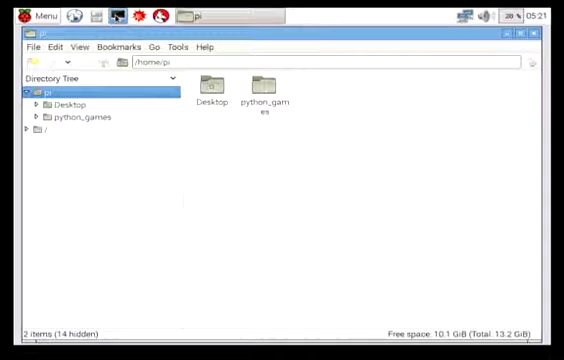 Menu
pi
20 %
05:21
pi
File Edit View Bookmarks Go Tools Help
/home/pi
Directory Tree
pi
Desktop
python_games
/
Desktop
python_gam
es
2 items (14 hidden)
Free space: 10.1 GiB (Total: 13.2 GiB)